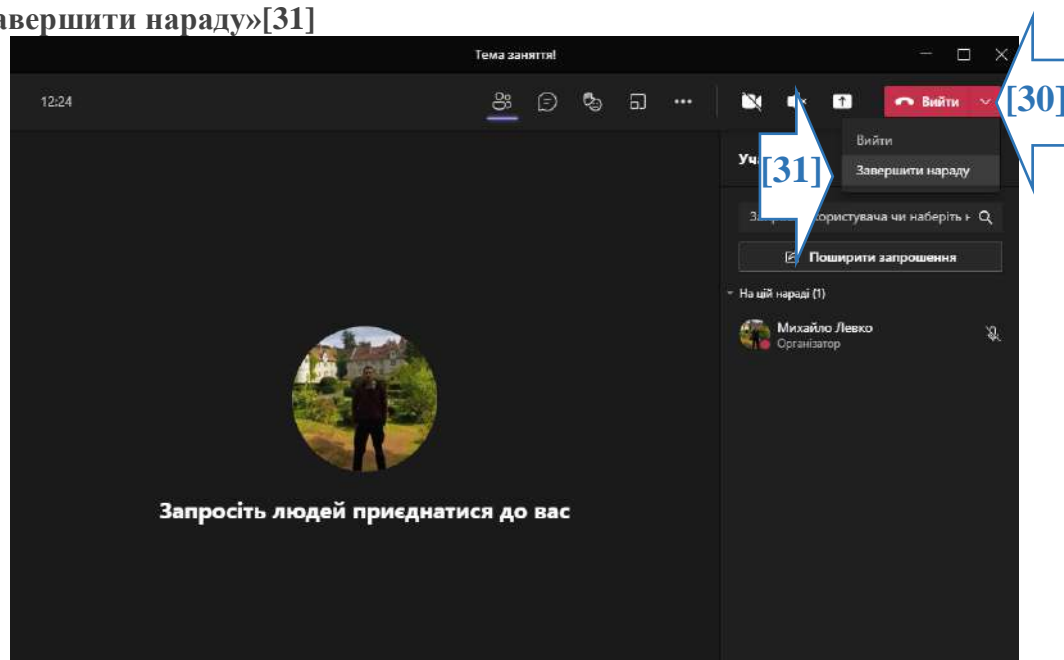 авершити нараду»[31]
Тема заняття!
12:24
Вийти
[30]
Вийти
[31]
Завершити нараду
користувача чи наберіть
Поширити запрошення
На цій нараді (1)
Михайло Левко
Організатор
Запросіть людей приєднатися до вас